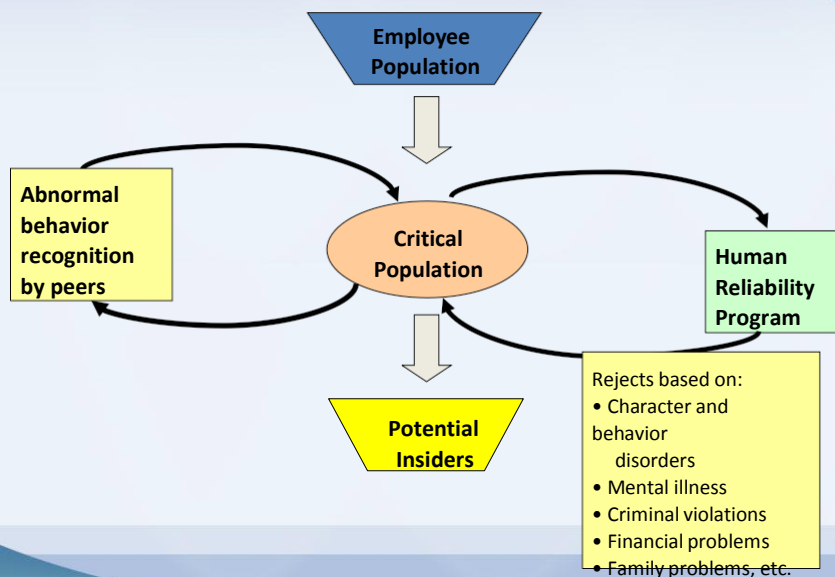 Employee
Population
Abnormal
behavior
recognition
by peers
Critical
Population
Human
Reliability
Program
Potential
Insiders
Rejects based on:
• Character and
behavior
disorders
• Mental illness
• Criminal violations
• Financial problems
• Family problems, etc.